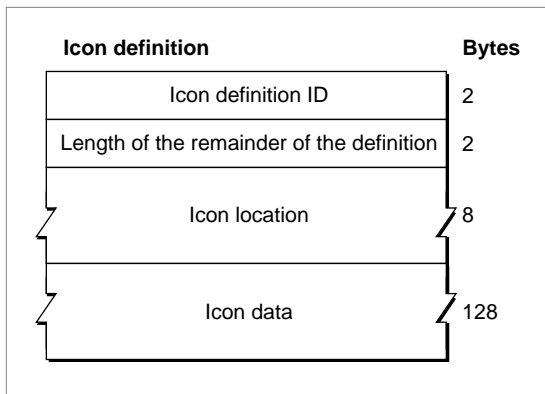 Icon definition Bytes
Icon definition ID 2
Length of the remainder of the definition 2
Icon location 8
Icon data 128